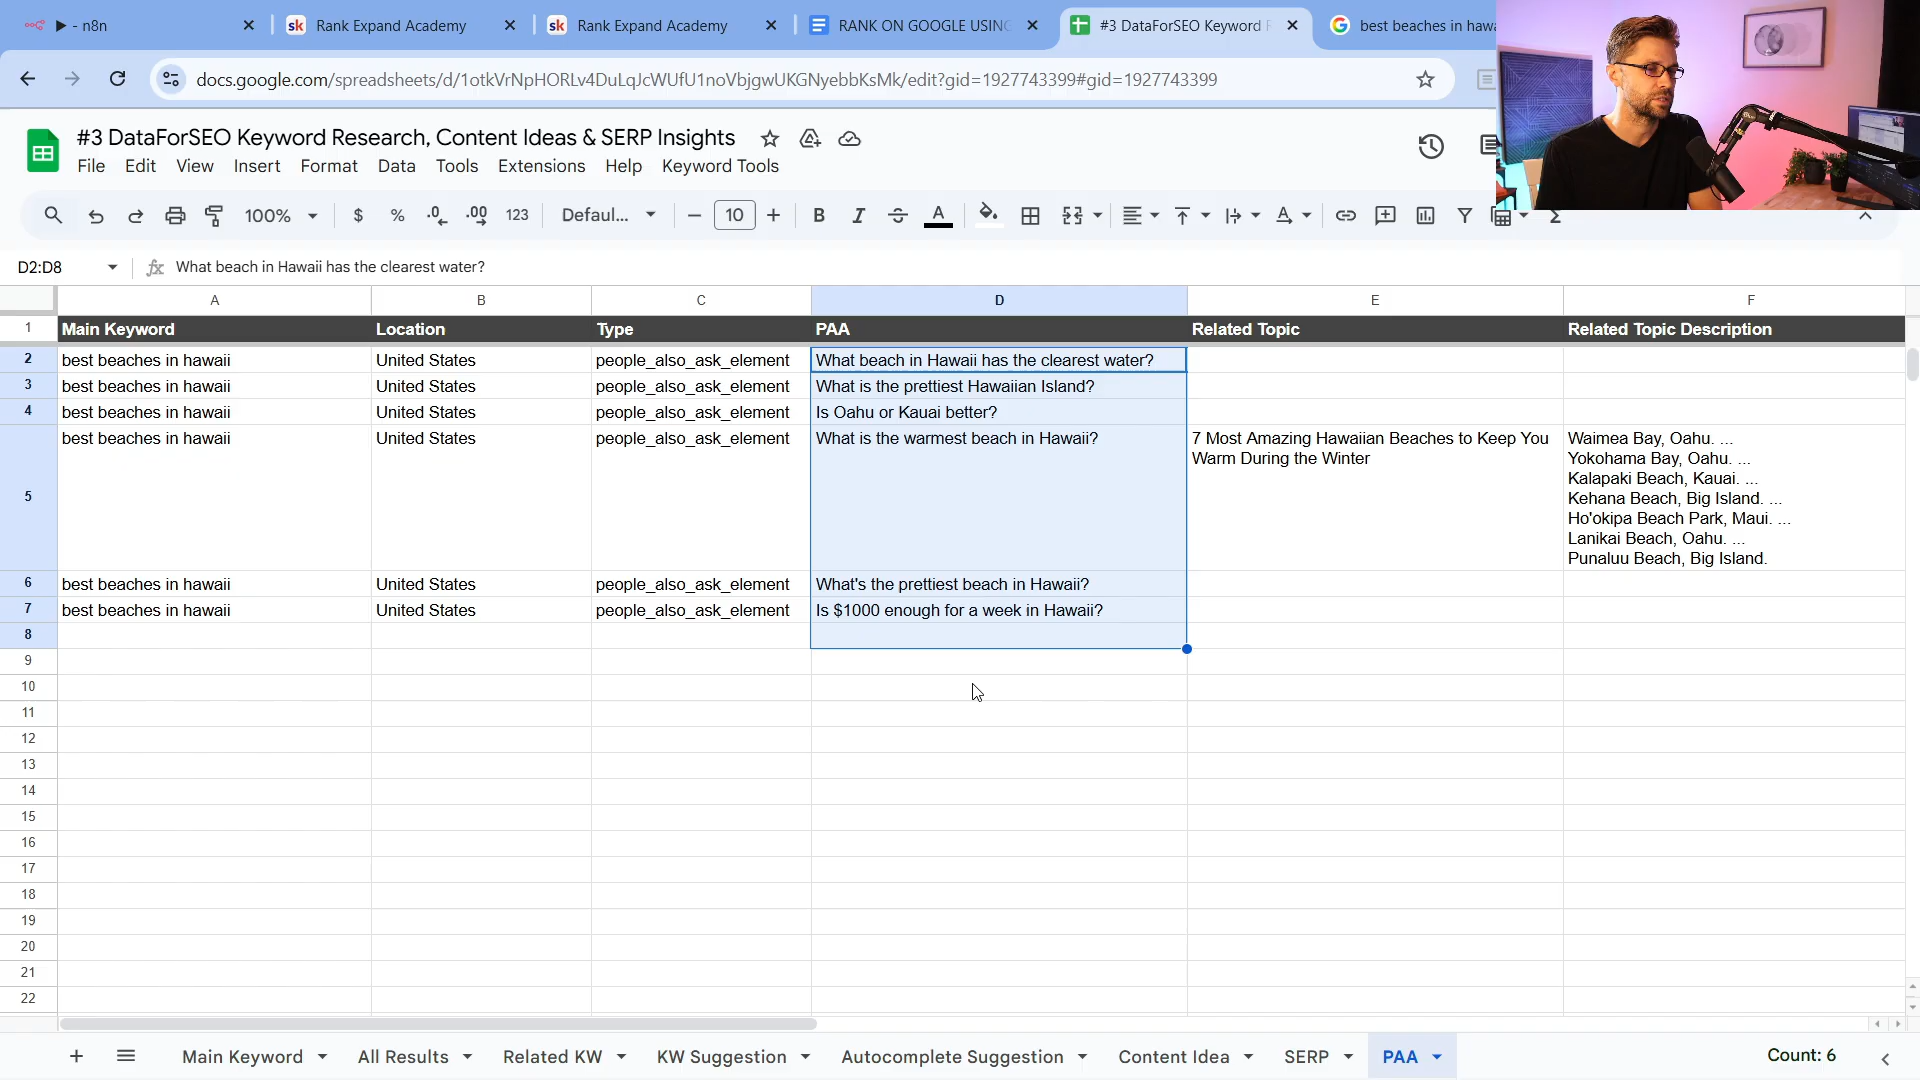 n8n
sk Rank Expand Academy
sk Rank Expand Academy
RANK ON GOOGLE USING
#3 DataForSEO Keyword R
best beaches in hawa
docs.google.com/spreadsheets/d/1otkVrNpHORLv4DuLqJcWUfU1noVbjgwUKGNyebbKsMk/edit?gid=1927743399#gid=1927743399
#3 DataForSEO Keyword Research, Content Ideas & SERP Insights
File Edit View Insert Format Data Tools Extensions Help Keyword Tools
100% $ % .0 .00 123 Defaul... 10 B I S A
D2:D8 fx What beach in Hawaii has the clearest water?
A B C D E F
1 Main Keyword Location Type PAA Related Topic Related Topic Description
2 best beaches in hawaii United States people_also_ask_element What beach in Hawaii has the clearest water?
3 best beaches in hawaii United States people_also_ask_element What is the prettiest Hawaiian Island?
4 best beaches in hawaii United States people_also_ask_element Is Oahu or Kauai better?
5 best beaches in hawaii United States people_also_ask_element What is the warmest beach in Hawaii?
7 Most Amazing Hawaiian Beaches to Keep You
Warm During the Winter
Waimea Bay, Oahu. ...
Yokohama Bay, Oahu. ...
Kalapaki Beach, Kauai. ...
Kehana Beach, Big Island. ...
Ho'okipa Beach Park, Maui. ...
Lanikai Beach, Oahu. ...
Punaluu Beach, Big Island.
6 best beaches in hawaii United States people_also_ask_element What's the prettiest beach in Hawaii?
7 best beaches in hawaii United States people_also_ask_element Is $1000 enough for a week in Hawaii?
8
9
10
11
12
13
14
15
16
17
18
19
20
21
22
Main Keyword All Results Related KW KW Suggestion Autocomplete Suggestion Content Idea SERP PAA Count: 6